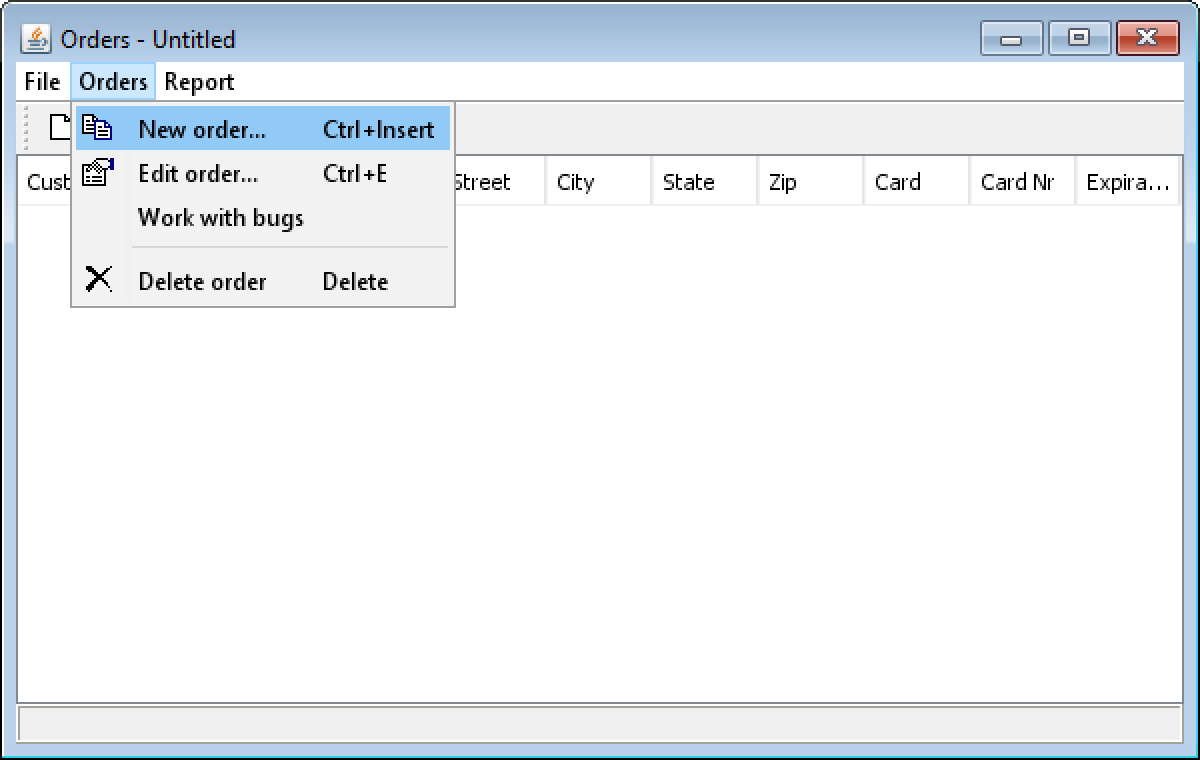 Orders - Untitled
File Orders Report
New order... Ctrl+Insert
Edit order... Ctrl+E
Work with bugs
Delete order Delete
Cust Street City State Zip Card Card Nr Expira...